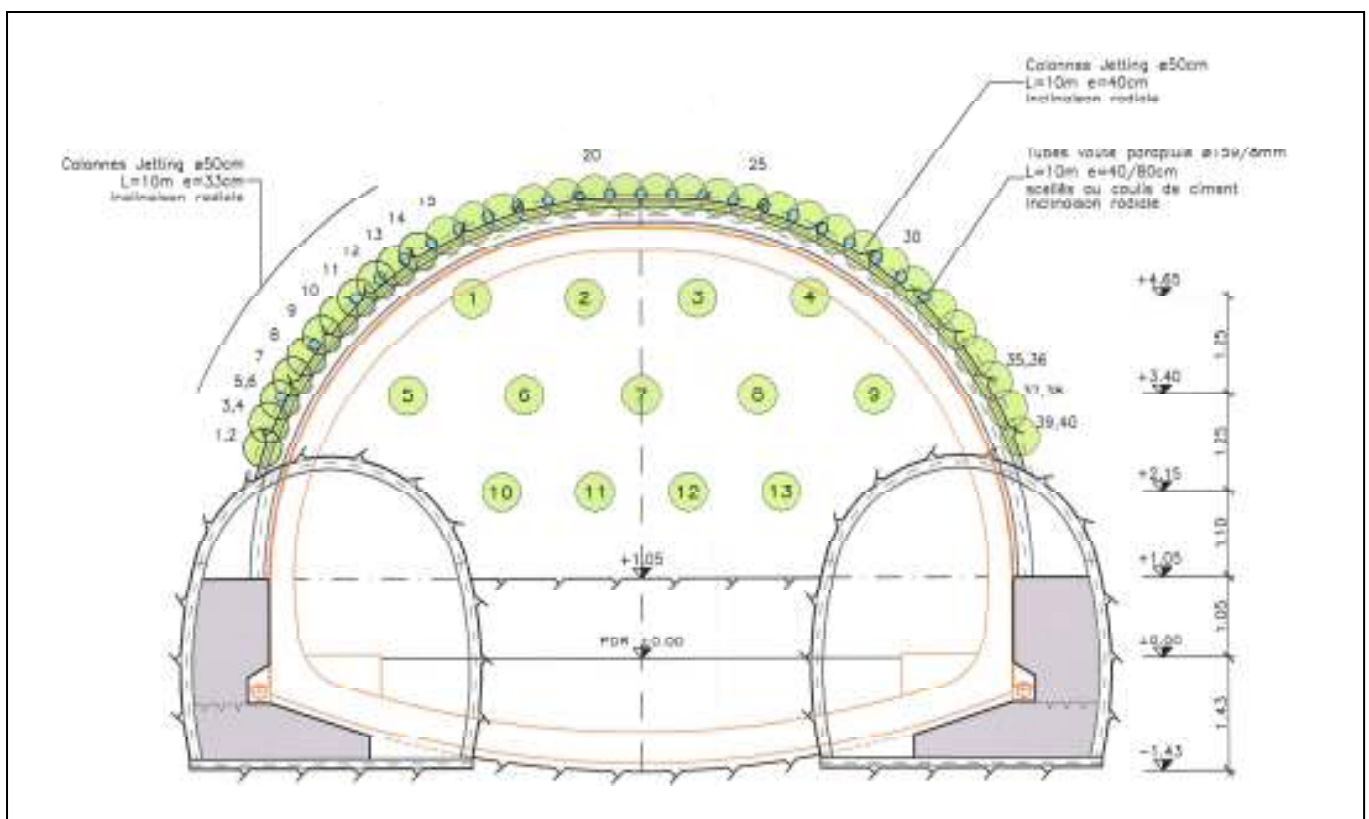 Colonnes Jetting ø50cm
L=10m e=40cm
Inclinaison radiale
Colonnes Jetting ø50cm
L=10m e=33cm
Inclinaison radiale
Tubes voute parapluie ø159/8mm
L=10m e=40/80cm
scellés au coulis de ciment
Inclinaison radiale
20
25
15
14
13
12
11
10
9
8
7
5,6
3,4
1,2
30
35,36
37,38
39,40
1 2 3 4
5 6 7 8 9
10 11 12 13
+1.05
PDR ±0.00
+4.65
1.25
+3.40
1.25
+2.15
1.10
+1.05
1.05
±0.00
1.43
-1.43